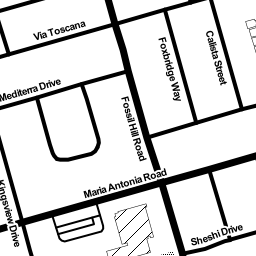 Via Toscana
Foxbridge Way
Calista Street
Mediterra Drive
Fossil Hill Road
Maria Antonia Road
Kingsview Drive
Sheshi Drive